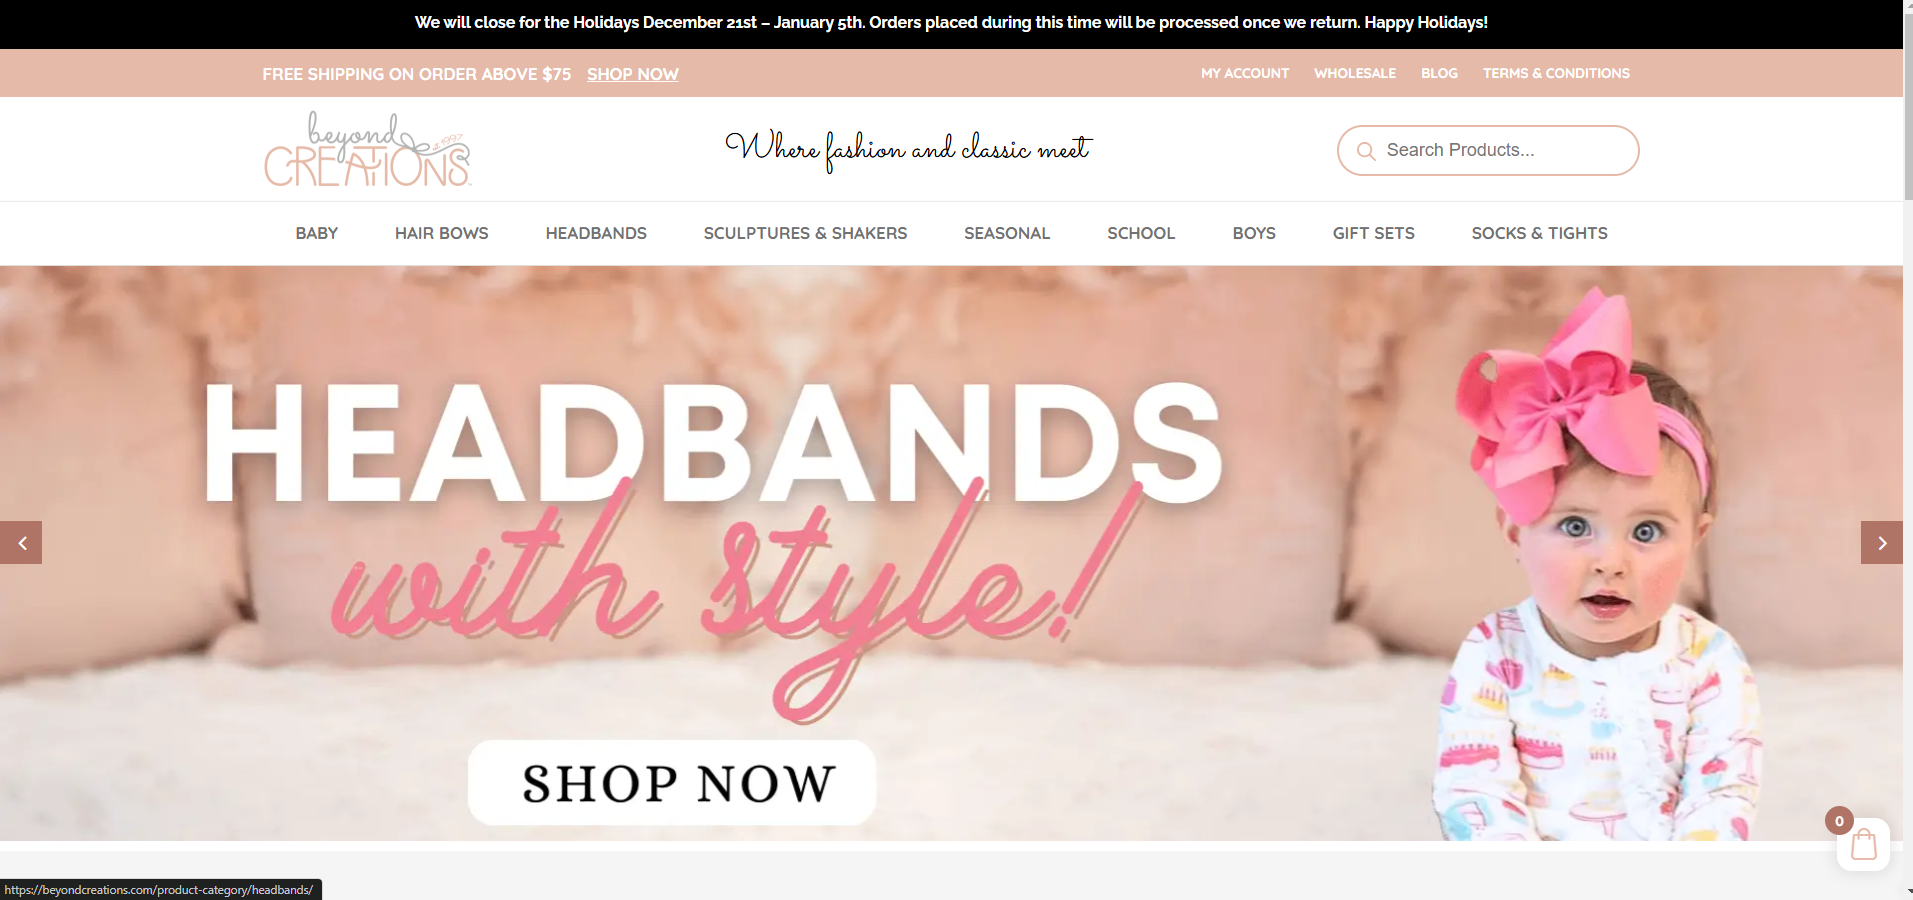 We will close for the Holidays December 21st – January 5th. Orders placed during this time will be processed once we return. Happy Holidays!
FREE SHIPPING ON ORDER ABOVE $75 SHOP NOW
MY ACCOUNT WHOLESALE BLOG TERMS & CONDITIONS
beyond
est. 1997
CREATIONS
Where fashion and classic meet
Search Products...
BABY HAIR BOWS HEADBANDS SCULPTURES & SHAKERS SEASONAL SCHOOL BOYS GIFT SETS SOCKS & TIGHTS
HEADBANDS
with style!
SHOP NOW
0
https://beyondcreations.com/product-category/headbands/